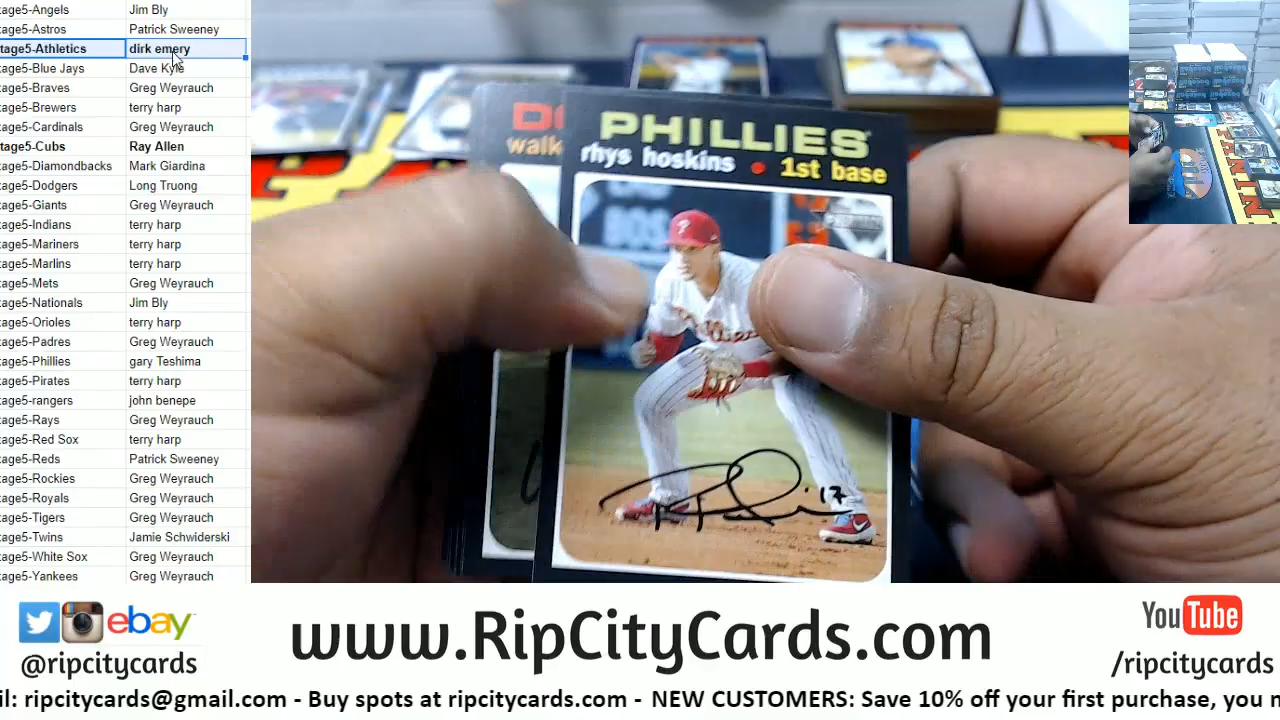 tage5-Angels Jim Bly
tage5-Astros Patrick Sweeney
tage5-Athletics dirk emery
tage5-Blue Jays Dave Kyle
tage5-Braves Greg Weyrauch
tage5-Brewers terry harp
tage5-Cardinals Greg Weyrauch
tage5-Cubs Ray Allen
tage5-Diamondbacks Mark Giardina
tage5-Dodgers Long Truong
tage5-Giants Greg Weyrauch
tage5-Indians terry harp
tage5-Mariners terry harp
tage5-Marlins terry harp
tage5-Mets Greg Weyrauch
tage5-Nationals Jim Bly
tage5-Orioles terry harp
tage5-Padres Greg Weyrauch
tage5-Phillies gary Teshima
tage5-Pirates terry harp
tage5-rangers john benepe
tage5-Rays Greg Weyrauch
tage5-Red Sox terry harp
tage5-Reds Patrick Sweeney
tage5-Rockies Greg Weyrauch
tage5-Royals Greg Weyrauch
tage5-Tigers Greg Weyrauch
tage5-Twins Jamie Schwiderski
tage5-White Sox Greg Weyrauch
tage5-Yankees Greg Weyrauch
PHILLIES
rhys hoskins • 1st base
walk
ebay
@ripcitycards
www.RipCityCards.com
YouTube
/ripcitycards
il: ripcitycards@gmail.com - Buy spots at ripcitycards.com - NEW CUSTOMERS: Save 10% off your first purchase, you